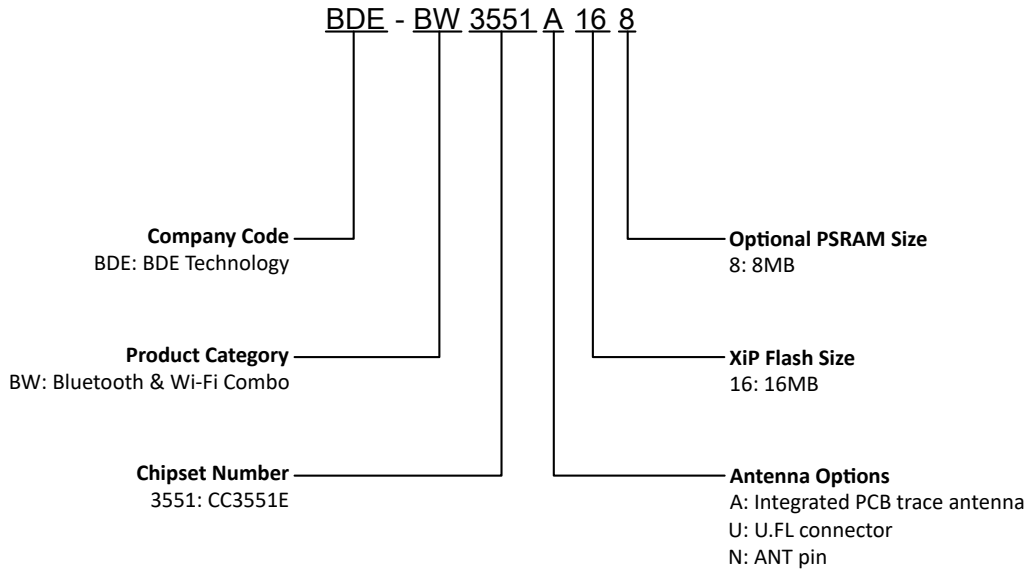 BDE - BW 3551 A 16 8
Company Code
BDE: BDE Technology
Optional PSRAM Size
8: 8MB
Product Category
BW: Bluetooth & Wi-Fi Combo
XiP Flash Size
16: 16MB
Chipset Number
3551: CC3551E
Antenna Options
A: Integrated PCB trace antenna
U: U.FL connector
N: ANT pin